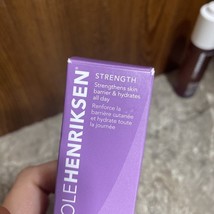 OLEHENRIKSEN
STRENGTH
Strengthens skin
barrier & hydrates
all day
Renforce la
barrière cutanée
et hydrate toute
la journée